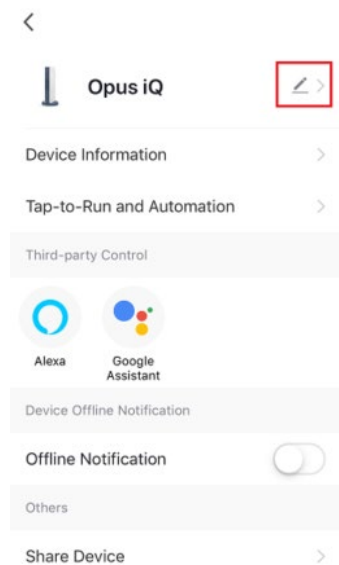 Opus iQ
Device Information
Tap-to-Run and Automation
Third-party Control
Alexa
Google
Assistant
Device Offline Notification
Offline Notification
Others
Share Device